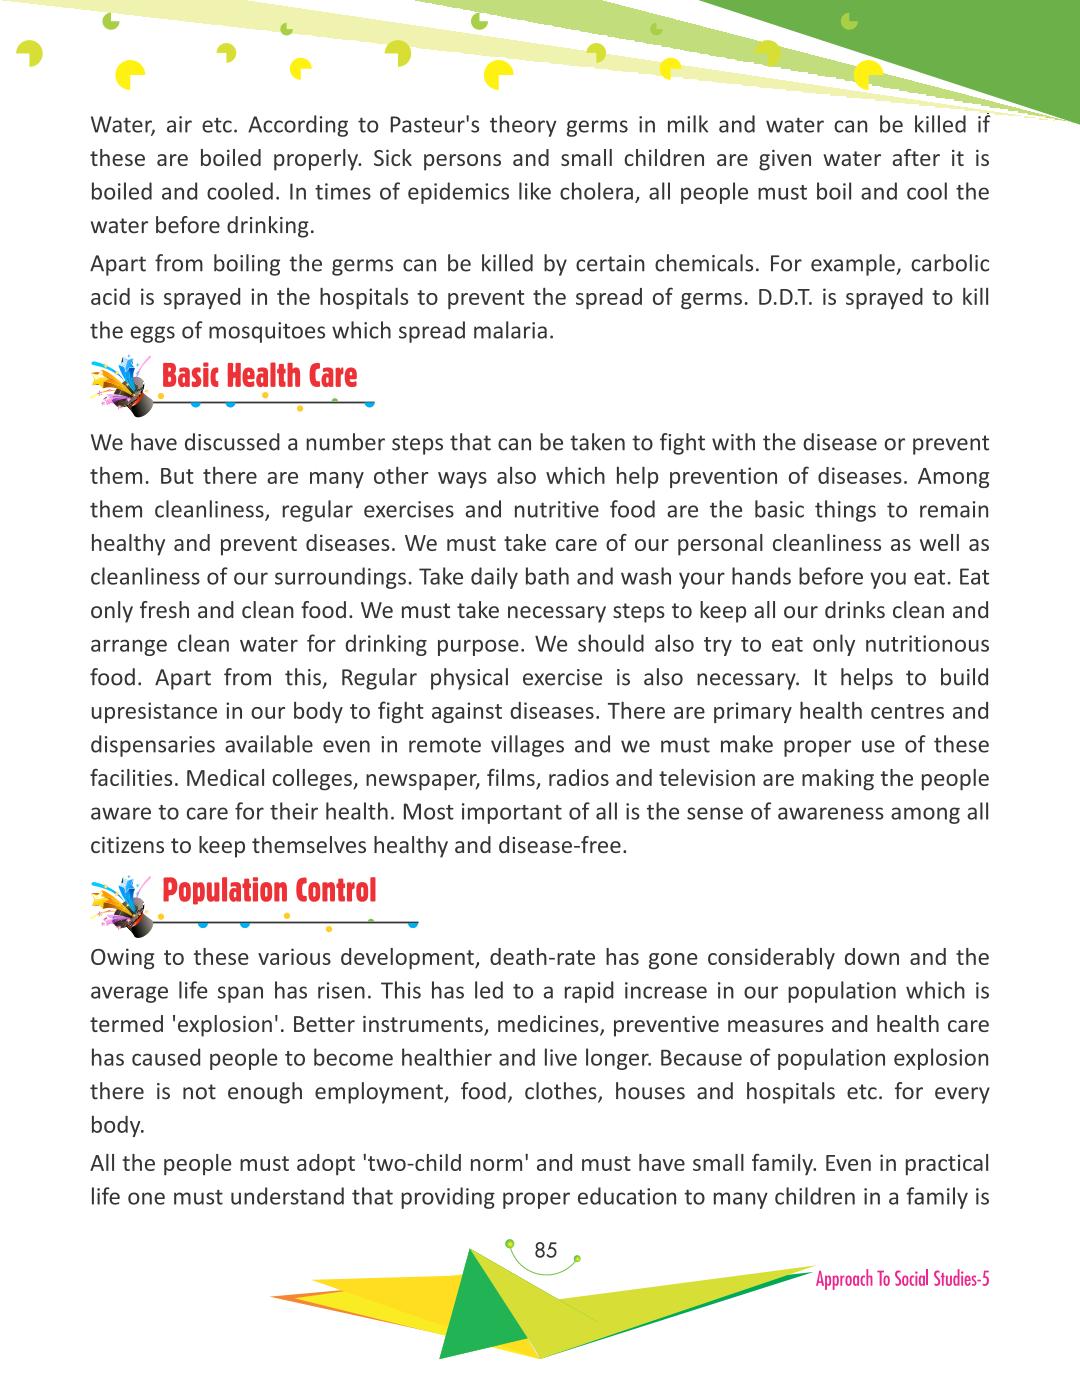 Water, air etc. According to Pasteur's theory germs in milk and water can be killed if
these are boiled properly. Sick persons and small children are given water after it is
boiled and cooled. In times of epidemics like cholera, all people must boil and cool the
water before drinking.
Apart from boiling the germs can be killed by certain chemicals. For example, carbolic
acid is sprayed in the hospitals to prevent the spread of germs. D.D.T. is sprayed to kill
the eggs of mosquitoes which spread malaria.
Basic Health Care
We have discussed a number steps that can be taken to fight with the disease or prevent
them. But there are many other ways also which help prevention of diseases. Among
them cleanliness, regular exercises and nutritive food are the basic things to remain
healthy and prevent diseases. We must take care of our personal cleanliness as well as
cleanliness of our surroundings. Take daily bath and wash your hands before you eat. Eat
only fresh and clean food. We must take necessary steps to keep all our drinks clean and
arrange clean water for drinking purpose. We should also try to eat only nutritionous
food. Apart from this, Regular physical exercise is also necessary. It helps to build
upresistance in our body to fight against diseases. There are primary health centres and
dispensaries available even in remote villages and we must make proper use of these
facilities. Medical colleges, newspaper, films, radios and television are making the people
aware to care for their health. Most important of all is the sense of awareness among all
citizens to keep themselves healthy and disease-free.
Population Control
Owing to these various development, death-rate has gone considerably down and the
average life span has risen. This has led to a rapid increase in our population which is
termed 'explosion'. Better instruments, medicines, preventive measures and health care
has caused people to become healthier and live longer. Because of population explosion
there is not enough employment, food, clothes, houses and hospitals etc. for every
body.
All the people must adopt 'two-child norm' and must have small family. Even in practical
life one must understand that providing proper education to many children in a family is
85
Approach To Social Studies-5